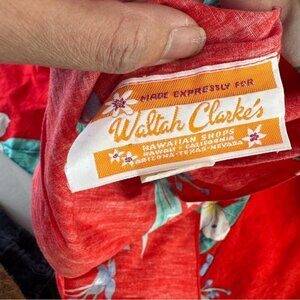 MADE EXPRESSLY FOR
Waltah Clarke's
HAWAIIAN SHOPS
HAWAII • CALIFORNIA
ARIZONA-TEXAS-NEVADA